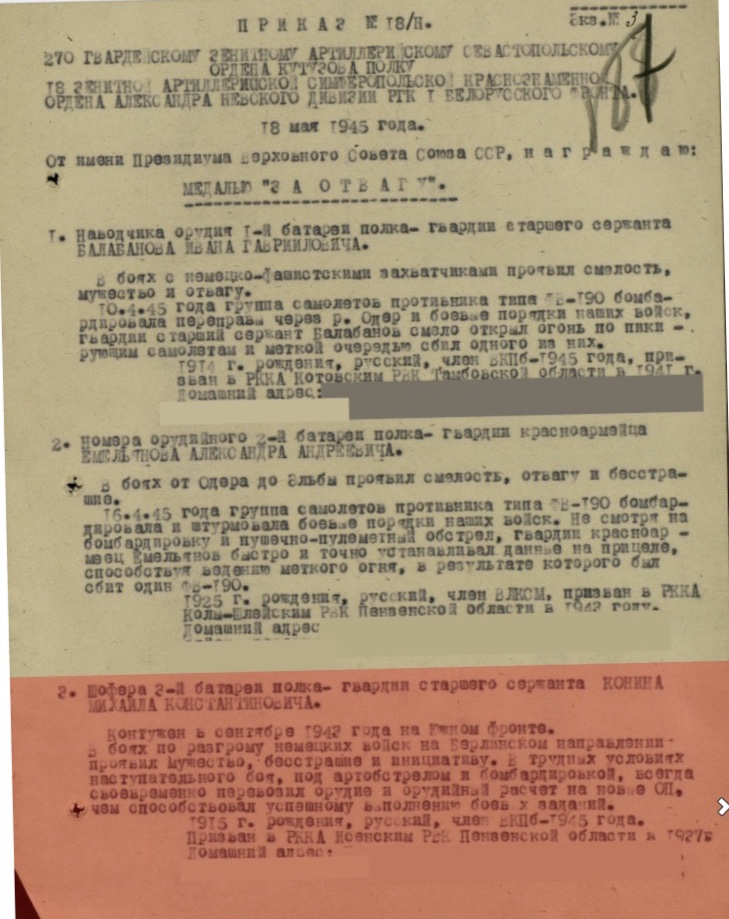 ПРИКАЗ № 18/Н.
Экз.№ 3
270 ГВАРДЕЙСКОМУ ЗЕНИТНОМУ АРТИЛЛЕРИЙСКОМУ СЕВАСТОПОЛЬСКОМУ
ОРДЕНА КУТУЗОВА ПОЛКУ
18 ЗЕНИТНОЙ АРТИЛЛЕРИЙСКОЙ СИМФЕРОПОЛЬСКОЙ КРАСНОЗНАМЕННОЙ
ОРДЕНА АЛЕКСАНДРА НЕВСКОГО ДИВИЗИИ РГК I БЕЛОРУССКОГО ФРОНТА.
18 мая 1945 года.
От имени Президиума Верховного Совета Союза ССР, н а г р а ж д а ю:
МЕДАЛЬЮ "З А О Т В А Г У".
1. Наводчика орудия 1-й батареи полка- гвардии старшего сержанта
БАЛАБАНОВА ИВАНА ГАВРИИЛОВИЧА.
В боях с немецко-фашистскими захватчиками проявил смелость,
мужество и отвагу.
10.4.45 года группа самолетов противника типа ФВ-190 бомба-
рдировала переправы через р. Одер и боевые порядки наших войск,
гвардии старший сержант Балабанов смело открыл огонь по пики -
рующим самолетам и меткой очередью сбил одного из них.
1914 г. рождения, русский, член ВКПб-1945 года, при-
зван в РККА Котовским РВК Тамбовской области в 1941 г.
Домашний адрес:
2. Номера орудийного 2-й батареи полка- гвардии красноармейца
ЕМЕЛЬЯНОВА АЛЕКСАНДРА АНДРЕЕВИЧА.
В боях от Одера до Эльбы проявил смелость, отвагу и бесстра-
шие.
16.4.45 года группа самолетов противника типа ФВ-190 бомбар-
дировала и штурмовала боевые порядки наших войск. Не смотря на
бомбардировку и пушечно-пулеметный обстрел, гвардии красноар -
меец Емельянов быстро и точно устанавливал данные на прицеле,
способствуя ведению меткого огня, в результате которого был
сбит один ФВ-190.
1925 г. рождения, русский, член ВЛКСМ, призван в РККА
Колы-шлейским РВК Пензенской области в 1943 году.
Домашний адрес
3. Шофера 3-й батареи полка- гвардии старшего сержанта КОНИНА
МИХАИЛА КОНСТАНТИНОВИЧА.
Контужен в сентябре 1943 года на Южном фронте.
В боях по разгрому немецких войск на Берлинском направлении
проявил мужество, бесстрашие и инициативу. В трудных условиях
наступательного боя, под артобстрелом и бомбардировкой, всегда
своевременно перевозил орудие и орудийный расчет на новые ОП,
чем способствовал успешному выполнению боев х заданий.
1915 г. рождения, русский, член ВКПб-1945 года.
Призван в РККА Исенским РВК Пензенской области в 1937г
Домашний адрес: